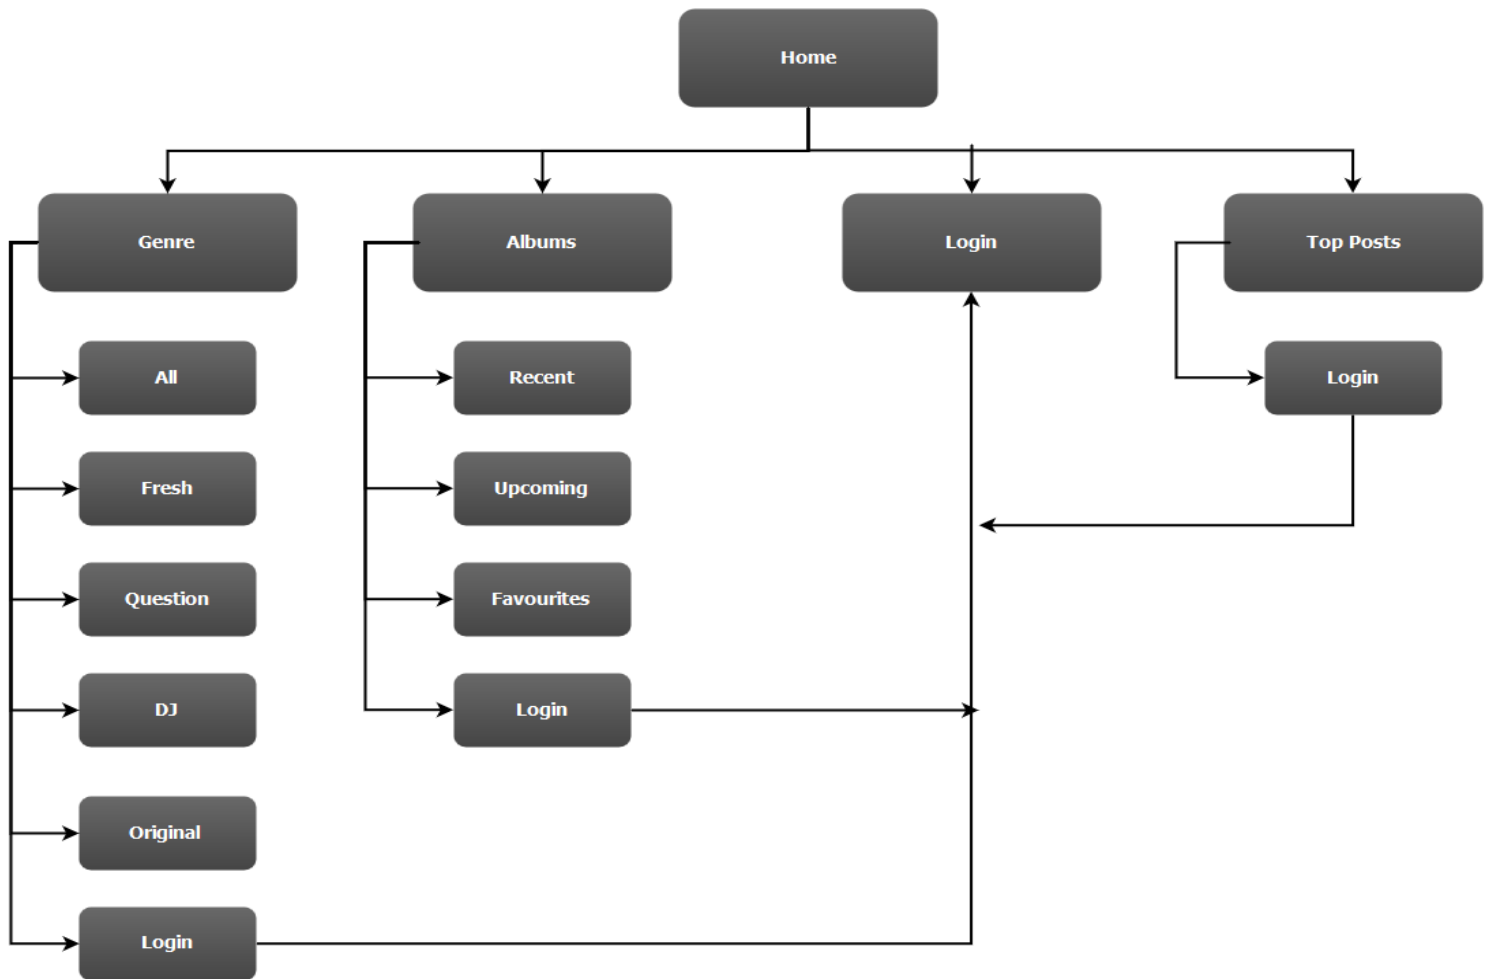 Home
Genre
Albums
Login
Top Posts
All
Recent
Login
Fresh
Upcoming
Question
Favourites
DJ
Login
Original
Login